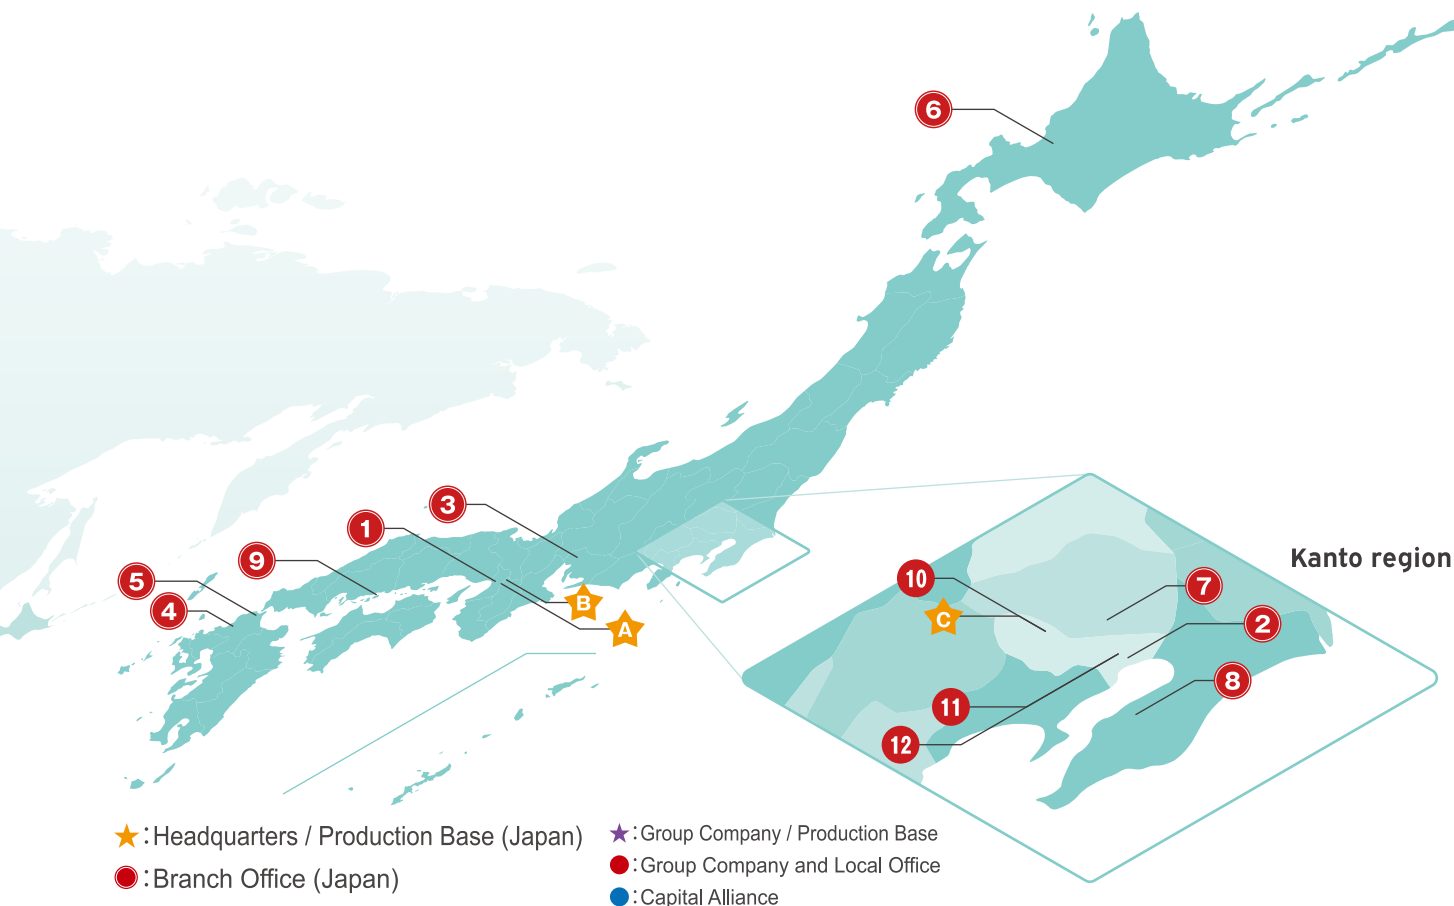 6
3
1
9
5
4
B
A
Kanto region
10
7
C
2
8
11
12
:Headquarters / Production Base (Japan)
:Branch Office (Japan)
:Group Company / Production Base
:Group Company and Local Office
:Capital Alliance